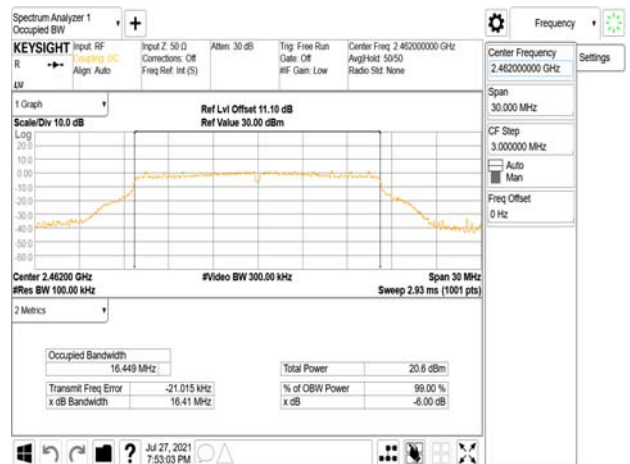 Spectrum Analyzer 1
Occupied BW
Frequency
KEYSIGHT
R
Input: RF
Coupling: DC
Align: Auto
Input Z: 50 Ω
Corrections: Off
Freq Ref: Int (S)
Atten: 30 dB
Trig: Free Run
Gate: Off
#IF Gain: Low
Center Freq: 2.462000000 GHz
Avg|Hold: 50/50
Radio Std: None
Center Frequency
2.462000000 GHz
Settings
Span
30.000 MHz
CF Step
3.000000 MHz
Auto
Man
Freq Offset
0 Hz
1 Graph
Scale/Div 10.0 dB
Ref Lvl Offset 11.10 dB
Ref Value 30.00 dBm
Log
20.0
10.0
0.00
-10.0
-20.0
-30.0
-40.0
-50.0
-60.0
Center 2.46200 GHz
#Res BW 100.00 kHz
#Video BW 300.00 kHz
Span 30 MHz
Sweep 2.93 ms (1001 pts)
2 Metrics
Occupied Bandwidth
16.449 MHz
Total Power 20.6 dBm
Transmit Freq Error -21.015 kHz
% of OBW Power 99.00 %
x dB Bandwidth 16.41 MHz
x dB -6.00 dB
?
Jul 27, 2021
7:53:03 PM